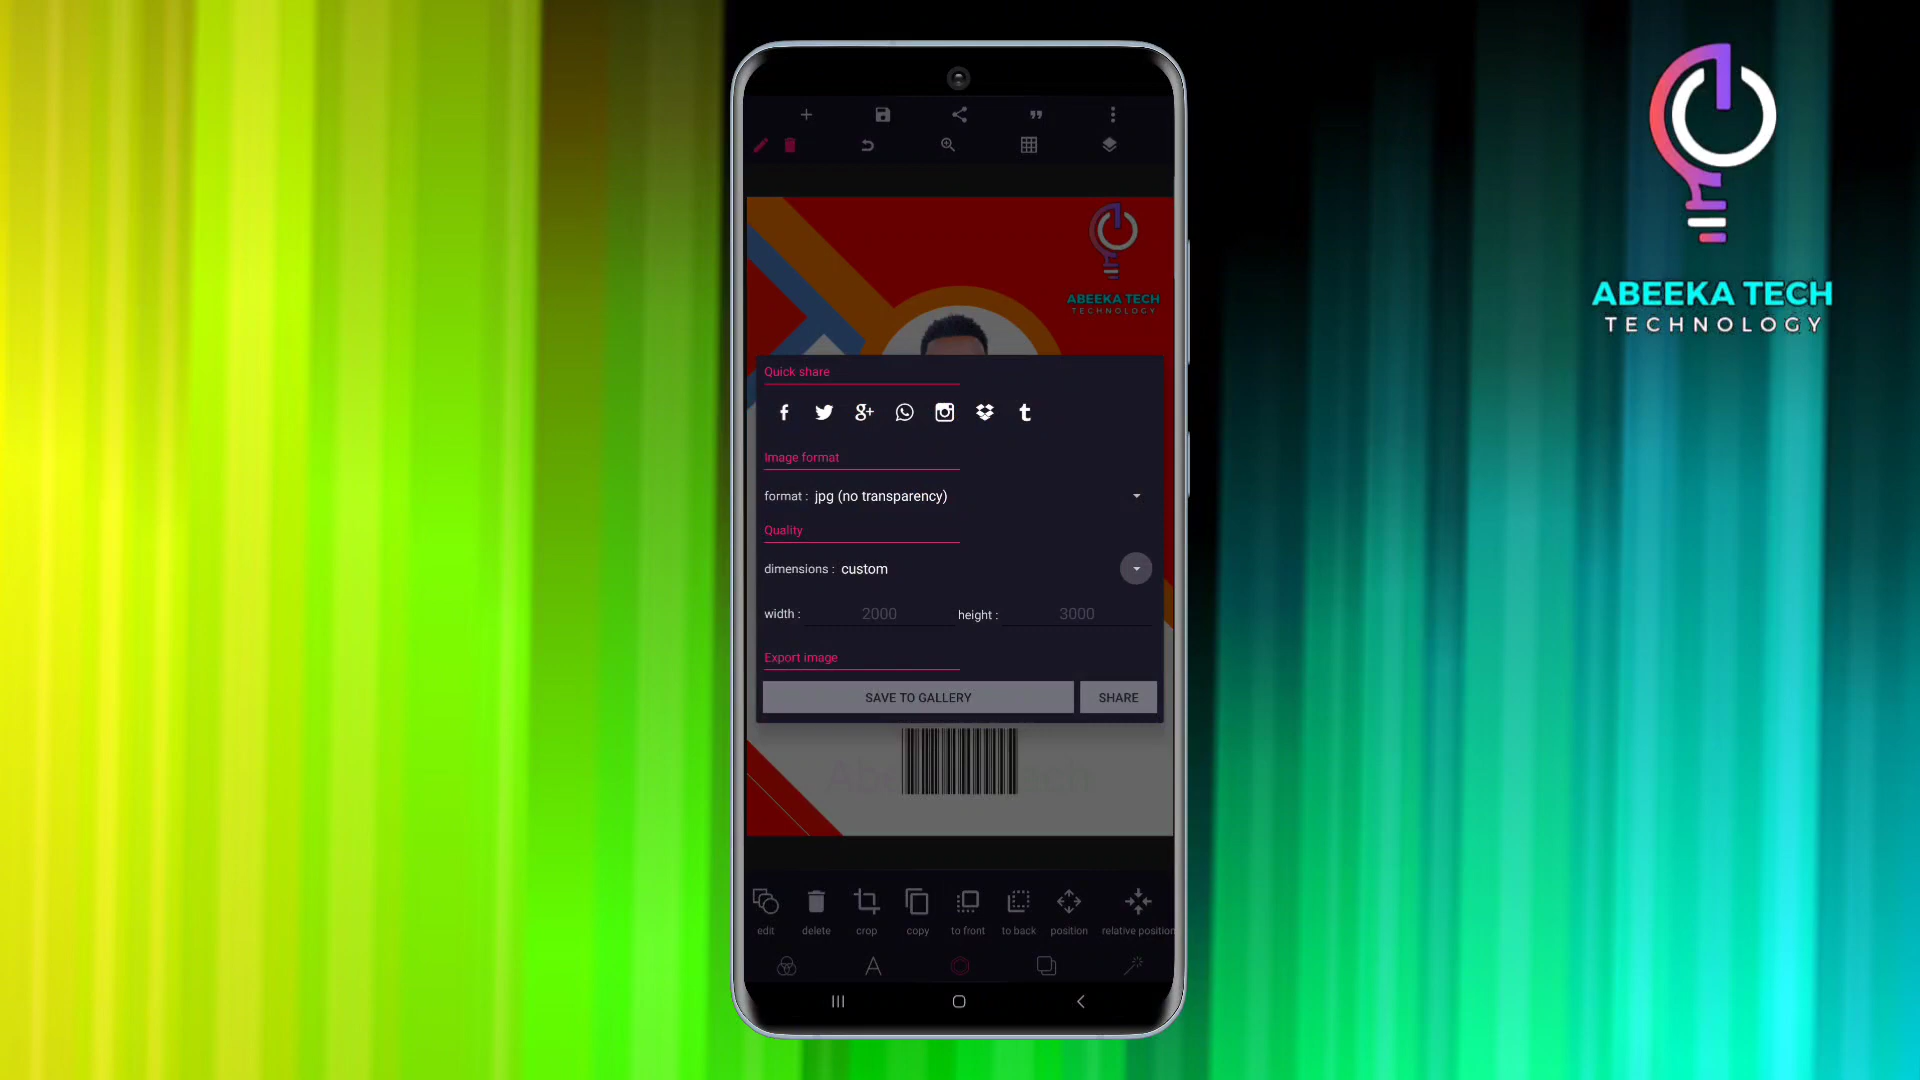 ABEEKA TECH
TECHNOLOGY
ABEEKA TECH
TECHNOLOGY
Quick share
Image format
format : jpg (no transparency)
Quality
dimensions : custom
width : 2000 height : 3000
Export image
SAVE TO GALLERY SHARE
edit delete crop copy to front to back position relative position